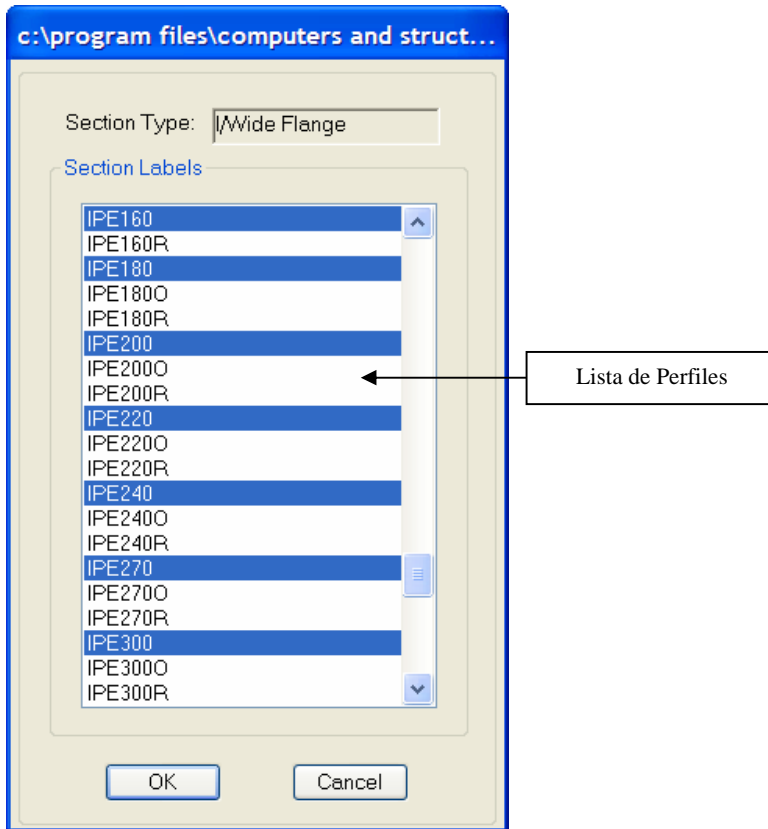 c:\program files\computers and struct...
Section Type: I/Wide Flange
Section Labels
IPE160
IPE160R
IPE180
IPE180O
IPE180R
IPE200
IPE200O
IPE200R
IPE220
IPE220O
IPE220R
IPE240
IPE240O
IPE240R
IPE270
IPE270O
IPE270R
IPE300
IPE300O
IPE300R
Lista de Perfiles
OK Cancel